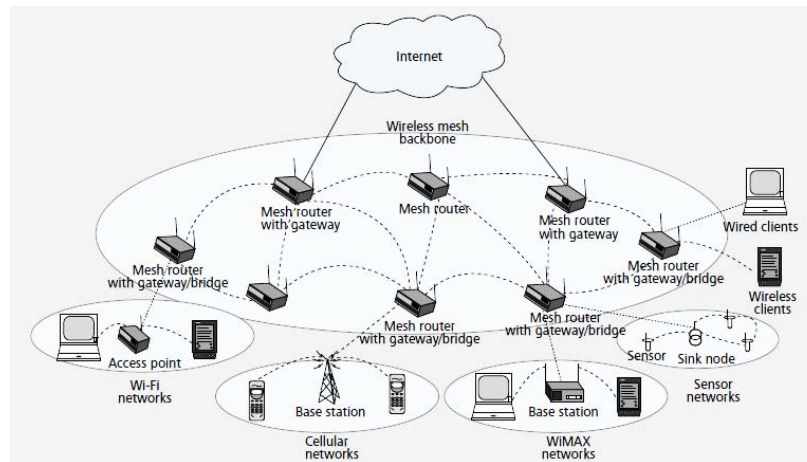 Internet
Wireless mesh
backbone
Mesh router
with gateway
Mesh router
Mesh router
with gateway
Wired clients
Mesh router
with gateway/bridge
Mesh router
with gateway/bridge
Wireless
clients
Mesh router
with gateway/bridge
Mesh router
with gateway/bridge
Access point
Wi-Fi
networks
Base station
Cellular
networks
Base station
WiMAX
networks
Sensor
Sink node
Sensor
networks